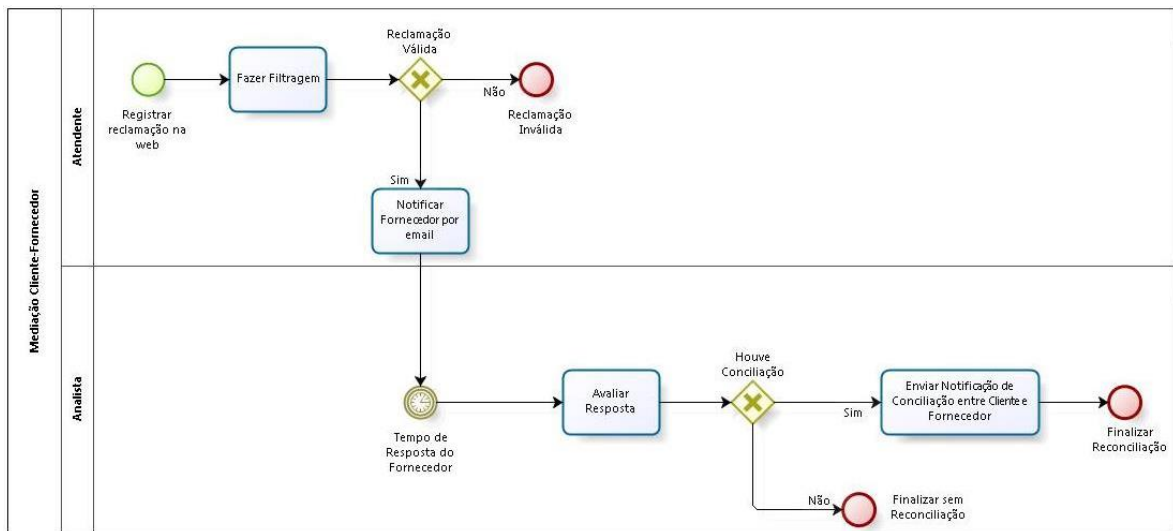 Mediação Cliente-Fornecedor
Atendente
Registrar
reclamação na
web
Fazer Filtragem
Reclamação
Válida
Não
Reclamação
Inválida
Sim
Notificar
Fornecedor por
email
Analista
Tempo de
Resposta do
Fornecedor
Avaliar
Resposta
Houve
Conciliação
Sim
Enviar Notificação de
Conciliação entre Cliente e
Fornecedor
Finalizar
Reconciliação
Não
Finalizar sem
Reconciliação